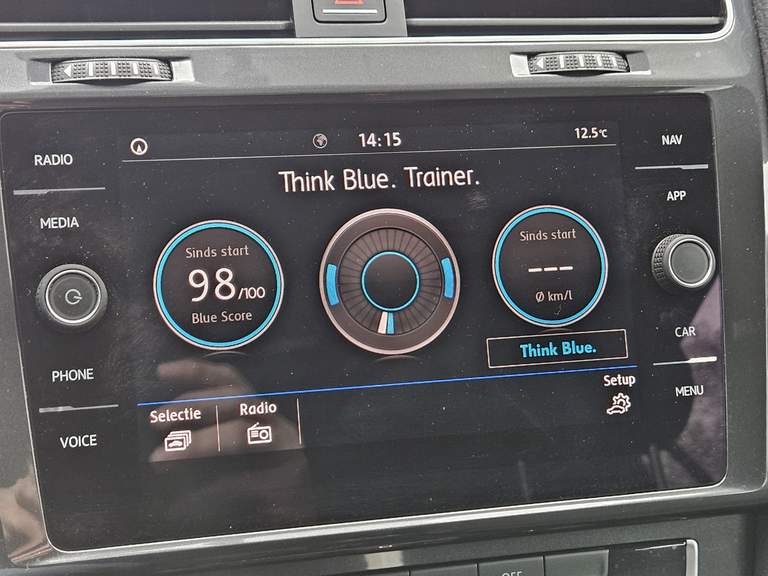 RADIO
MEDIA
PHONE
VOICE
14:15
12.5°C
Think Blue. Trainer.
Sinds start
98/100
Blue Score
Sinds start
---
Ø km/l
Think Blue.
Selectie
Radio
Setup
NAV
APP
CAR
MENU
OFF